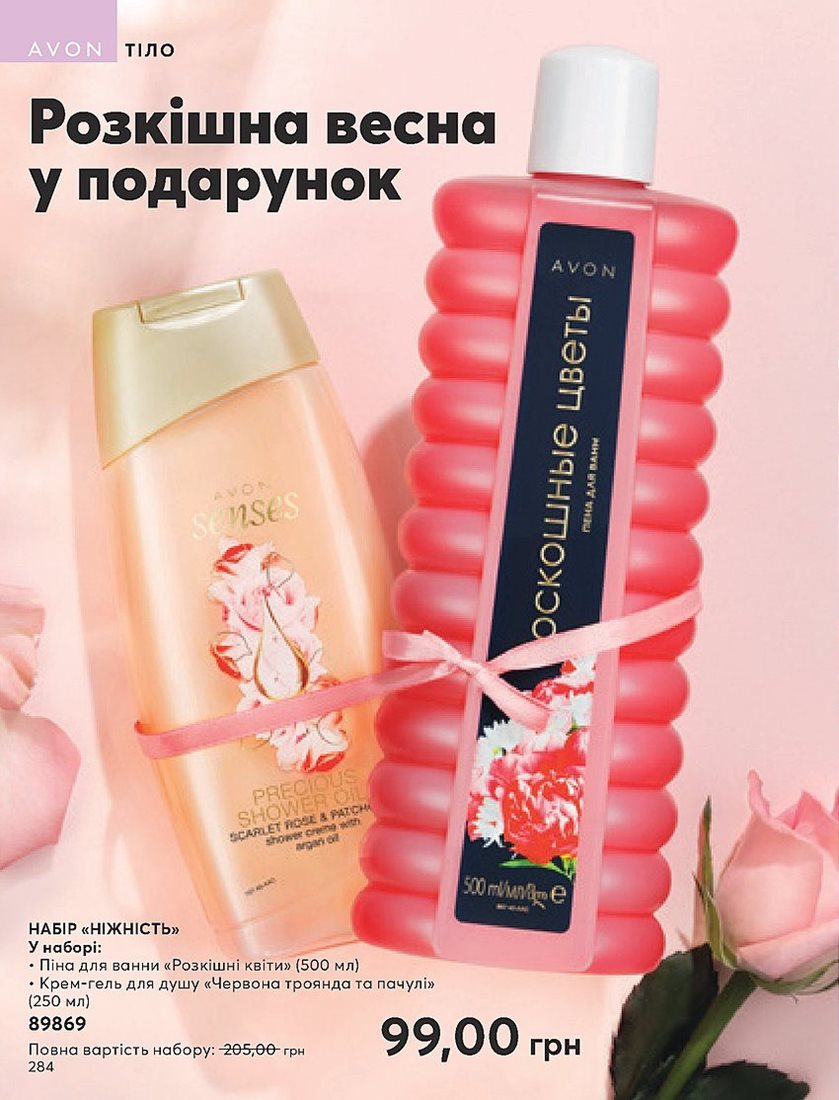 AVON ТІЛО
Розкішна весна
у подарунок
AVON
РОСКОШНЫЕ ЦВЕТЫ
ПЕНА ДЛЯ ВАНН
500 ml/мл/
AVON
senses
PRECIOUS
SHOWER OIL
SCARLET ROSE &
shower creme with
argan oil
НАБІР «НІЖНІСТЬ»
У наборі:
• Піна для ванни «Розкішні квіти» (500 мл)
• Крем-гель для душу «Червона троянда та пачулі»
(250 мл)
89869
Повна вартість набору: 205,00 грн
284
99,00 грн